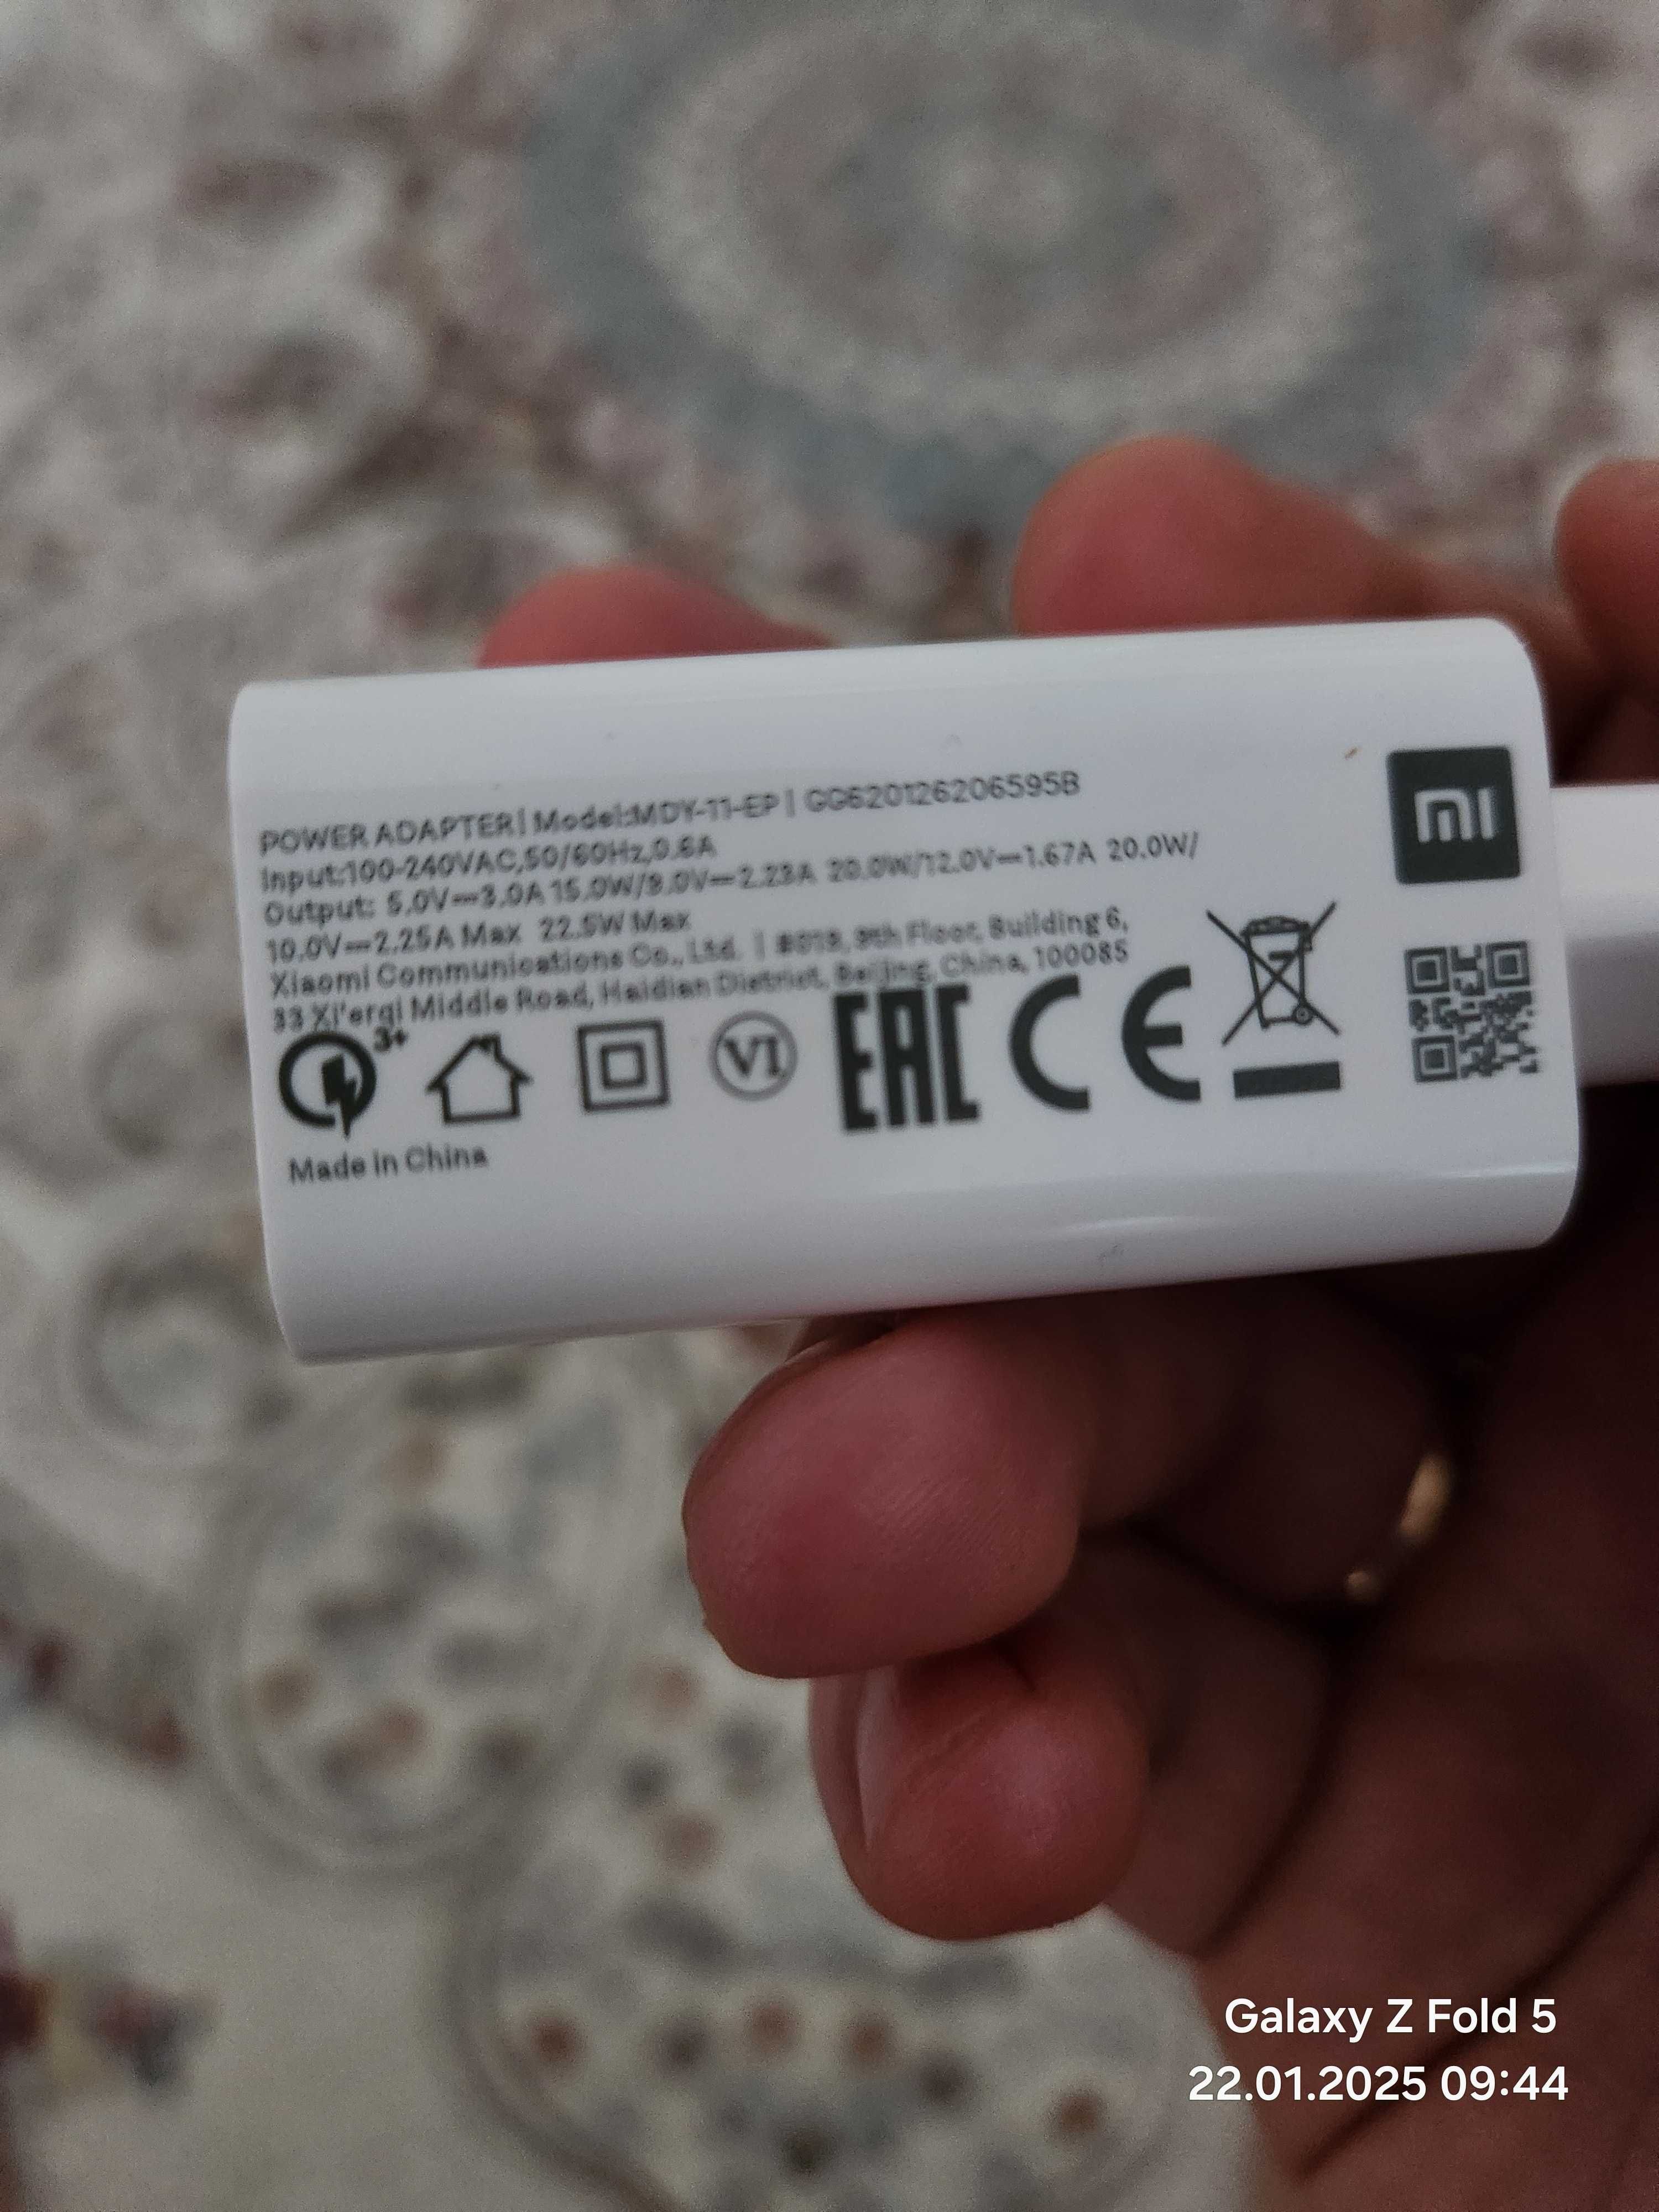 POWER ADAPTER | Model:MDY-11-EP | GG620126206595B
Input:100-240VAC,50/60Hz,0.6A
Output: 5.0V⎓3.0A 15.0W/9.0V⎓2.23A 20.0W/12.0V⎓1.67A 20.0W/
10.0V⎓2.25A Max 22.5W Max
Xiaomi Communications Co., Ltd. | #019, 9th Floor, Building 6,
33 Xi'erqi Middle Road, Haidian District, Beijing, China, 100085
3+
VI
EAC
CE
Made in China
mi
Galaxy Z Fold 5
22.01.2025 09:44